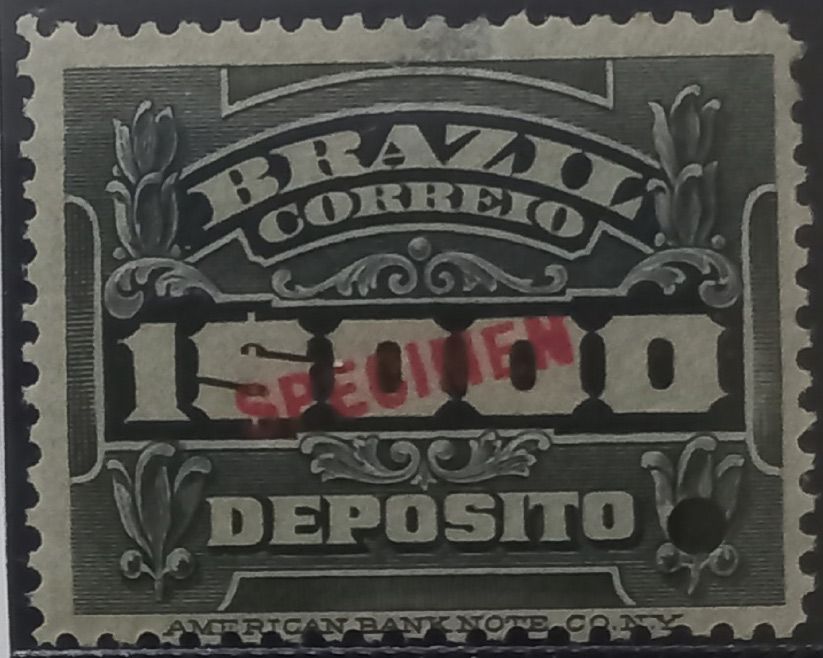 BRAZIL
CORREIO
1$000
SPECIMEN
DEPOSITO
AMERICAN BANK NOTE CO. N.Y.